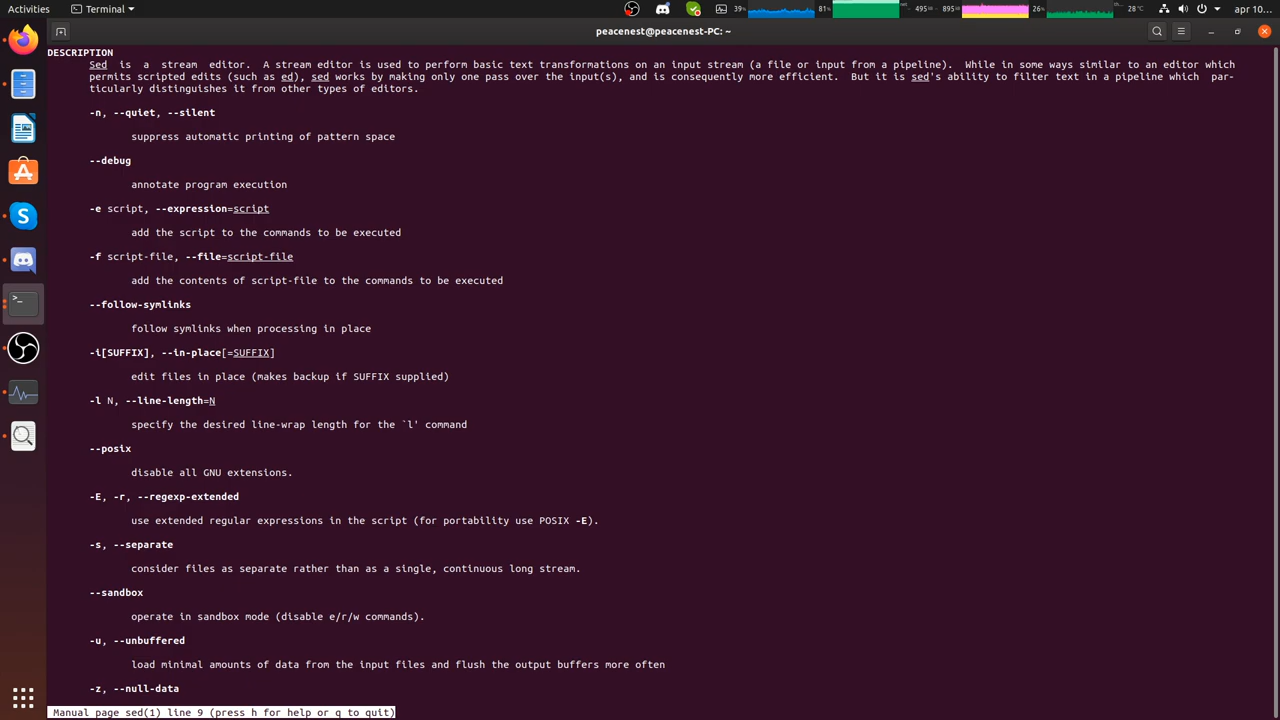 Activities
Terminal
39%
81%
495
895
26%
28°C
apr 10...
peacenest@peacenest-PC: ~
DESCRIPTION
Sed is a stream editor. A stream editor is used to perform basic text transformations on an input stream (a file or input from a pipeline). While in some ways similar to an editor which
permits scripted edits (such as ed), sed works by making only one pass over the input(s), and is consequently more efficient. But it is sed's ability to filter text in a pipeline which par-
ticularly distinguishes it from other types of editors.
-n, --quiet, --silent
suppress automatic printing of pattern space
--debug
annotate program execution
-e script, --expression=script
add the script to the commands to be executed
-f script-file, --file=script-file
add the contents of script-file to the commands to be executed
--follow-symlinks
follow symlinks when processing in place
-i[SUFFIX], --in-place[=SUFFIX]
edit files in place (makes backup if SUFFIX supplied)
-l N, --line-length=N
specify the desired line-wrap length for the `l' command
--posix
disable all GNU extensions.
-E, -r, --regexp-extended
use extended regular expressions in the script (for portability use POSIX -E).
-s, --separate
consider files as separate rather than as a single, continuous long stream.
--sandbox
operate in sandbox mode (disable e/r/w commands).
-u, --unbuffered
load minimal amounts of data from the input files and flush the output buffers more often
-z, --null-data
Manual page sed(1) line 9 (press h for help or q to quit)